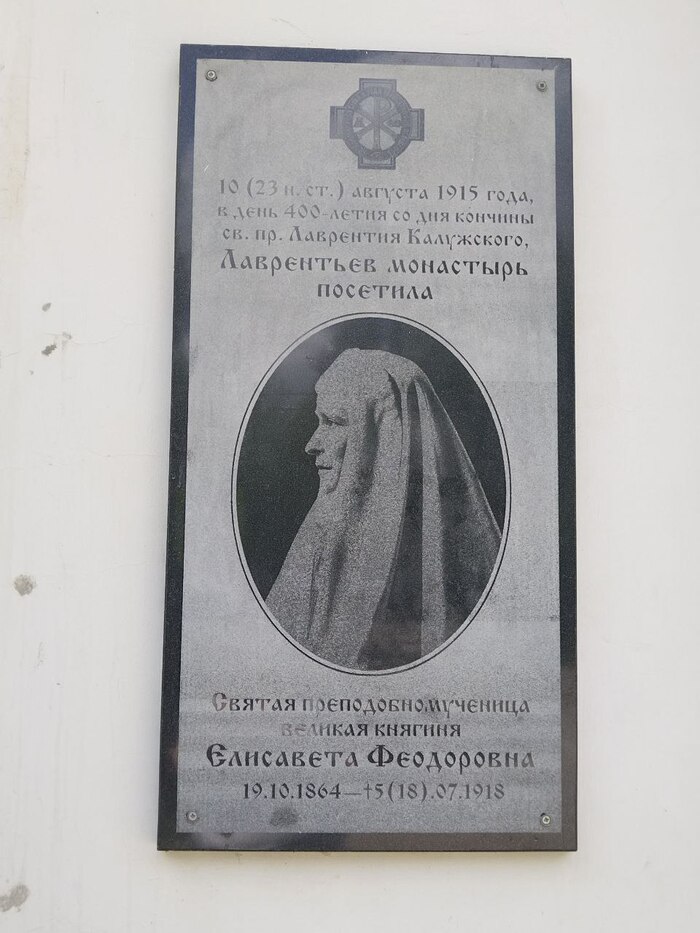 10 (23 н. ст.) августа 1915 года,
в день 400-летия со дня кончины
св. пр. Лаврентия Калужского,
Лаврентьев монастырь
посетила
Святая преподобномученица
великая княгиня
Елисавета Феодоровна
19.10.1864—†5(18).07.1918